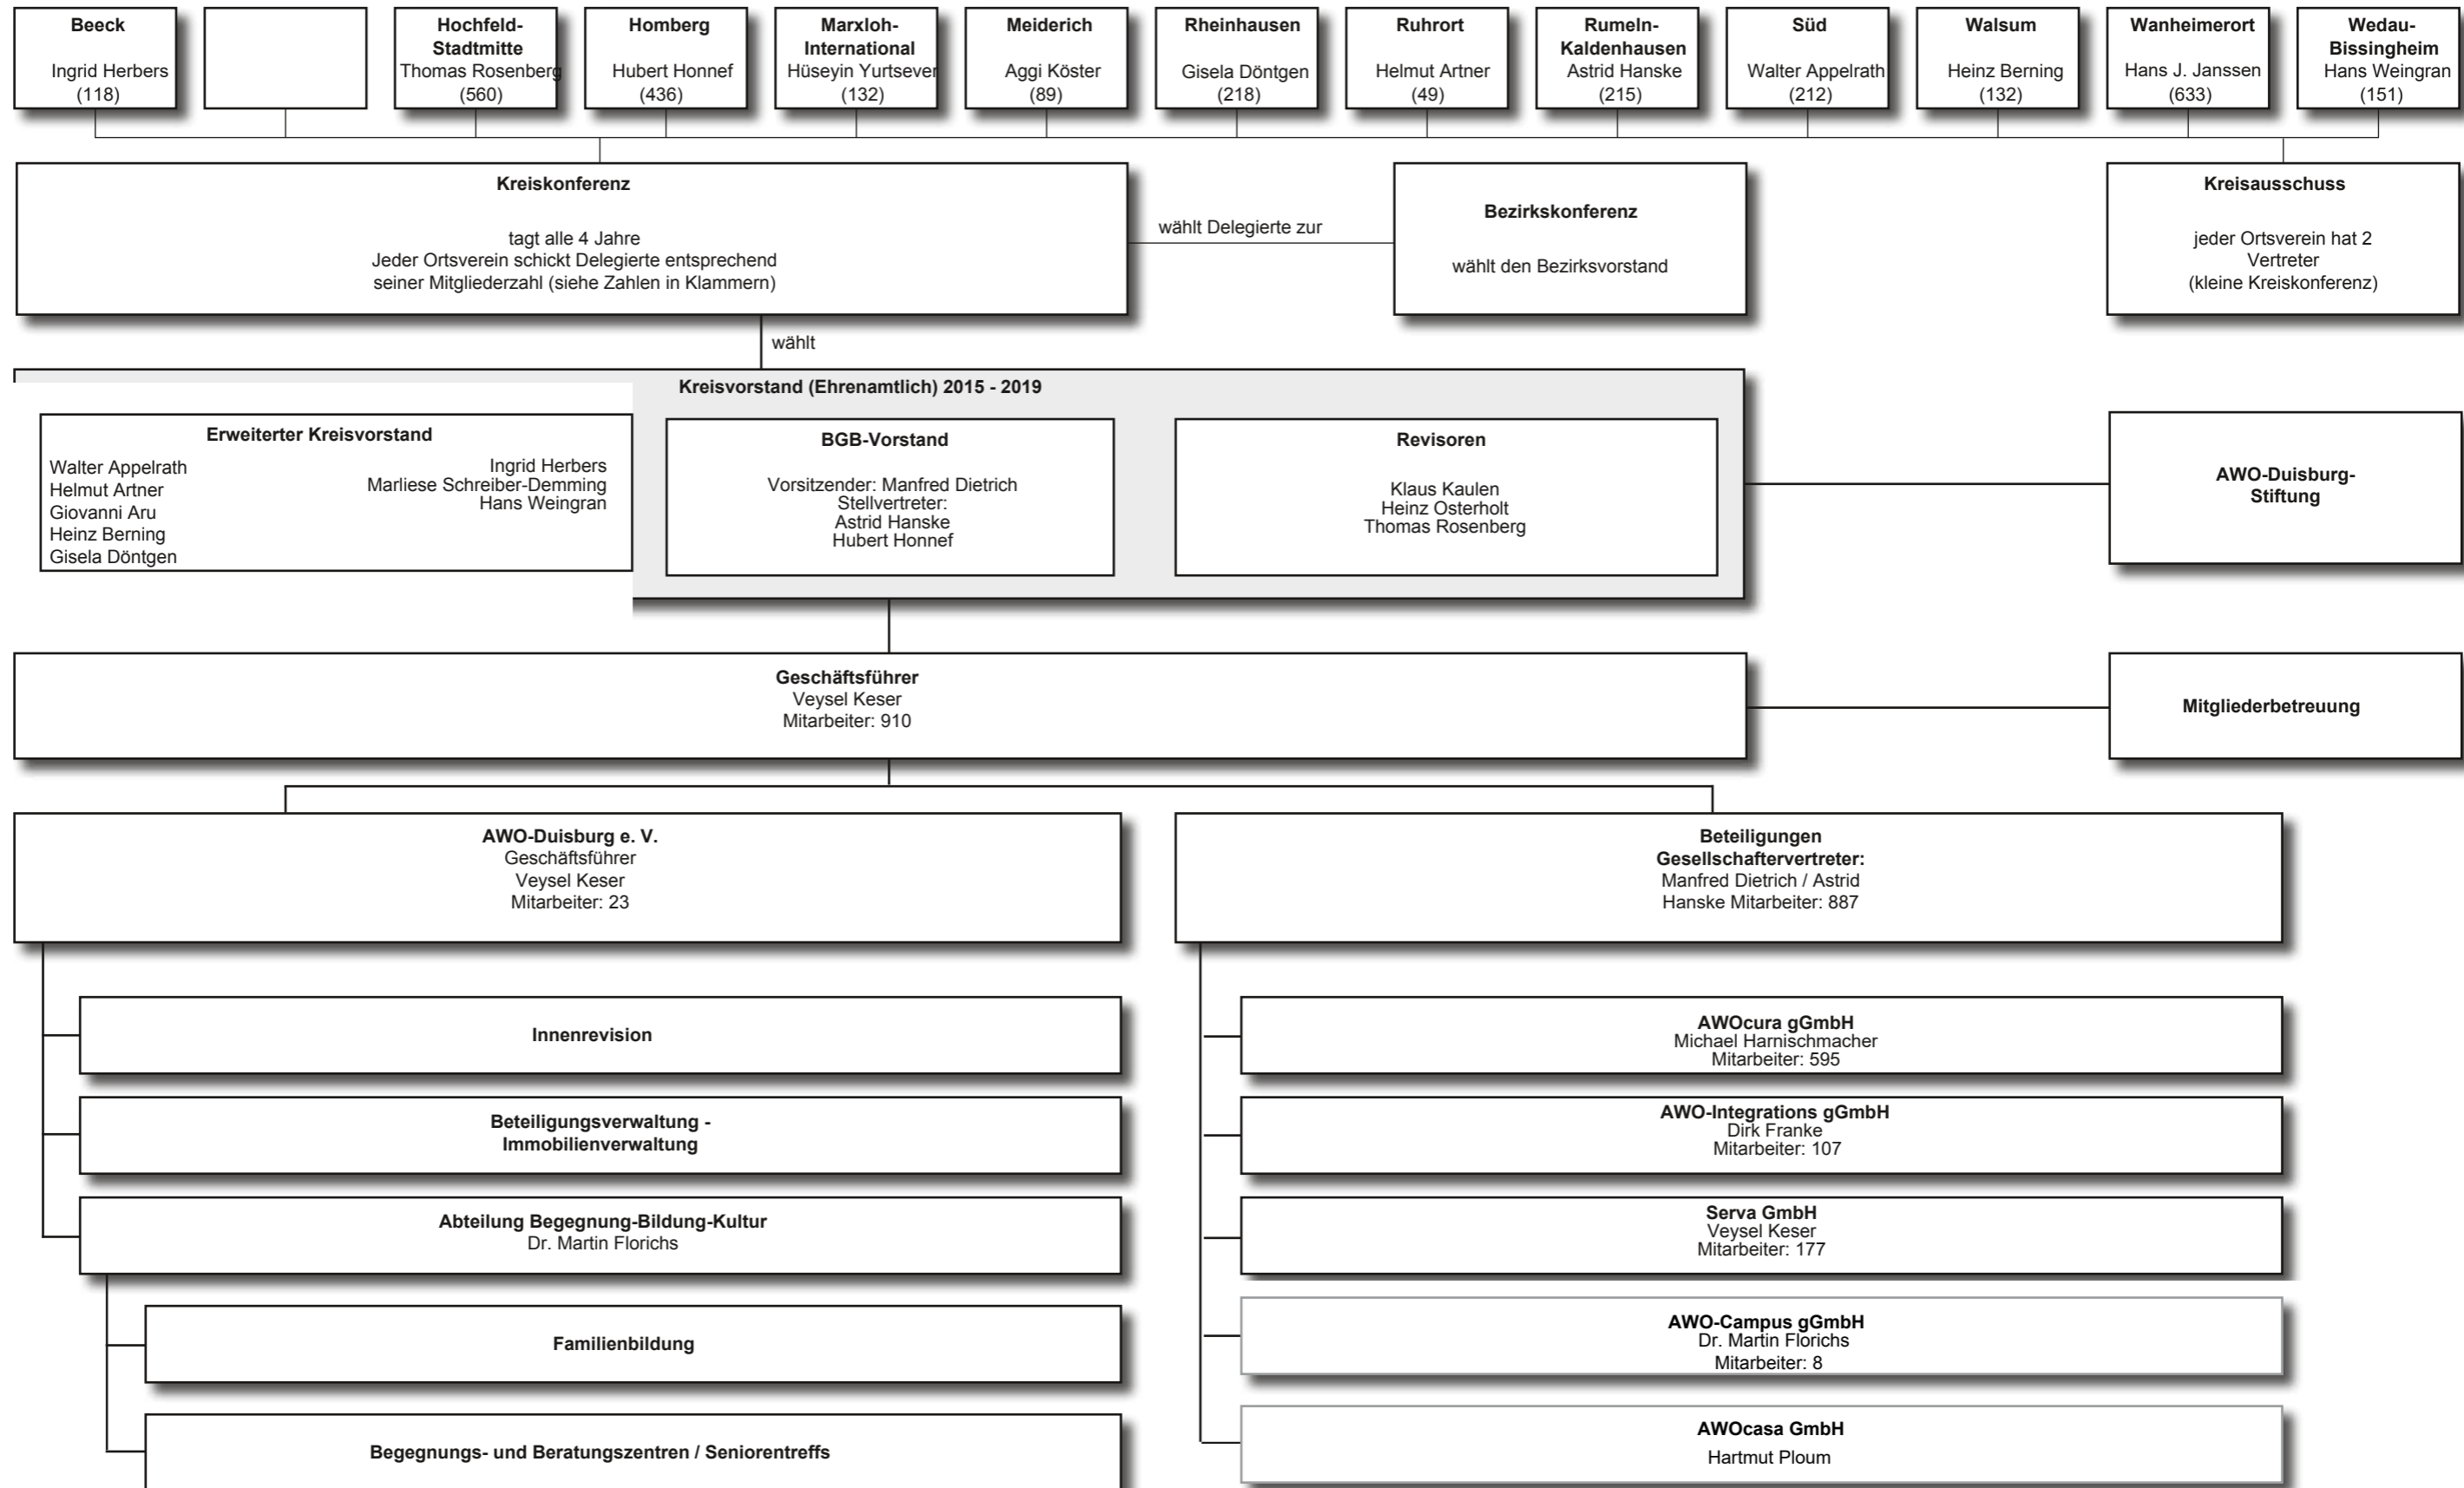 Beeck
Ingrid Herbers
(118)
Hochfeld-
Stadtmitte
Thomas Rosenberg
(560)
Homberg
Hubert Honnef
(436)
Marxloh-
International
Hüseyin Yurtsever
(132)
Meiderich
Aggi Köster
(89)
Rheinhausen
Gisela Döntgen
(218)
Ruhrort
Helmut Artner
(49)
Rumeln-
Kaldenhausen
Astrid Hanske
(215)
Süd
Walter Appelrath
(212)
Walsum
Heinz Berning
(132)
Wanheimerort
Hans J. Janssen
(633)
Wedau-
Bissingheim
Hans Weingran
(151)
Kreiskonferenz
tagt alle 4 Jahre
Jeder Ortsverein schickt Delegierte entsprechend
seiner Mitgliederzahl (siehe Zahlen in Klammern)
wählt Delegierte zur
Bezirkskonferenz
wählt den Bezirksvorstand
Kreisausschuss
jeder Ortsverein hat 2
Vertreter
(kleine Kreiskonferenz)
wählt
Kreisvorstand (Ehrenamtlich) 2015 - 2019
Erweiterter Kreisvorstand
Walter Appelrath
Helmut Artner
Giovanni Aru
Heinz Berning
Gisela Döntgen
Ingrid Herbers
Marliese Schreiber-Demming
Hans Weingran
BGB-Vorstand
Vorsitzender: Manfred Dietrich
Stellvertreter:
Astrid Hanske
Hubert Honnef
Revisoren
Klaus Kaulen
Heinz Osterholt
Thomas Rosenberg
AWO-Duisburg-
Stiftung
Geschäftsführer
Veysel Keser
Mitarbeiter: 910
Mitgliederbetreuung
AWO-Duisburg e. V.
Geschäftsführer
Veysel Keser
Mitarbeiter: 23
Beteiligungen
Gesellschaftervertreter:
Manfred Dietrich / Astrid
Hanske Mitarbeiter: 887
Innenrevision
Beteiligungsverwaltung -
Immobilienverwaltung
Abteilung Begegnung-Bildung-Kultur
Dr. Martin Florichs
Familienbildung
Begegnungs- und Beratungszentren / Seniorentreffs
AWOcura gGmbH
Michael Harnischmacher
Mitarbeiter: 595
AWO-Integrations gGmbH
Dirk Franke
Mitarbeiter: 107
Serva GmbH
Veysel Keser
Mitarbeiter: 177
AWO-Campus gGmbH
Dr. Martin Florichs
Mitarbeiter: 8
AWOcasa GmbH
Hartmut Ploum